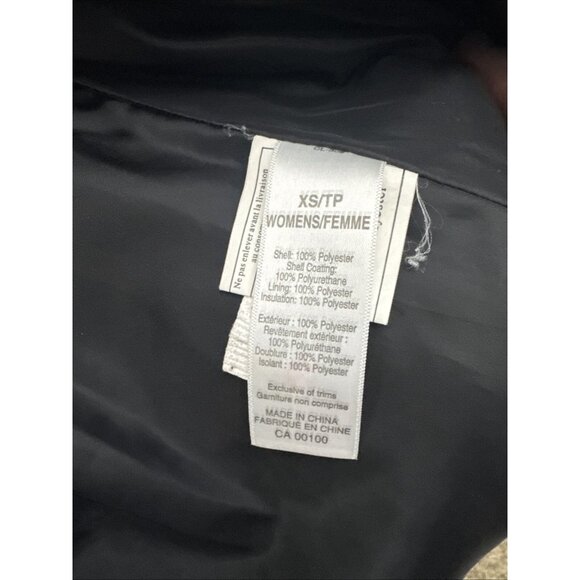 XS/TP
WOMENS/FEMME
Shell: 100% Polyester
Shell Coating:
100% Polyurethane
Lining: 100% Polyester
Insulation: 100% Polyester
Extérieur : 100% Polyester
Revêtement extérieur :
100% Polyuréthane
Doublure : 100% Polyester
Isolant : 100% Polyester
Exclusive of trims
Garniture non comprise
MADE IN CHINA
FABRIQUÉ EN CHINE
CA 00100
Ne pas enlever avant la livraison
au